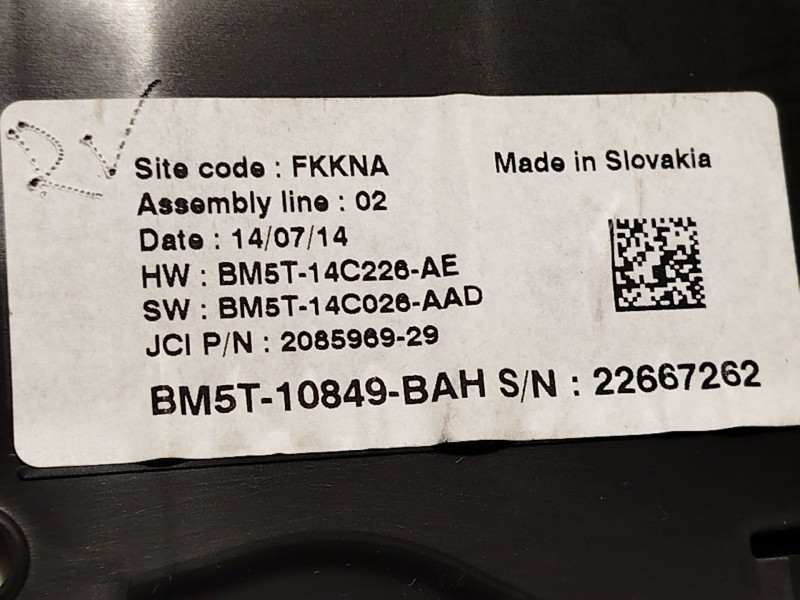 Site code : FKKNA
Made in Slovakia
Assembly line : 02
Date : 14/07/14
HW : BM5T-14C226-AE
SW : BM5T-14C026-AAD
JCI P/N : 2085969-29
BM5T-10849-BAH S/N : 22667262